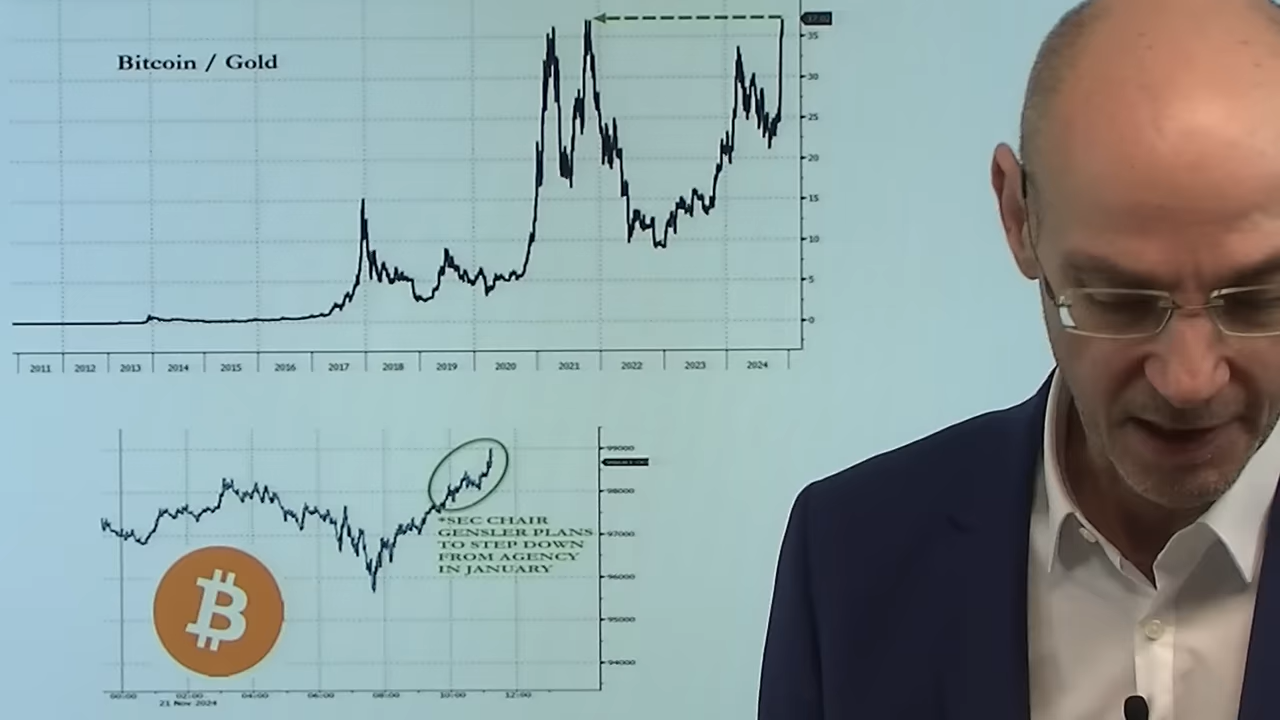 Bitcoin / Gold
37.02
35
30
25
20
15
10
5
0
2011 2012 2013 2014 2015 2016 2017 2018 2019 2020 2021 2022 2023 2024
99000
98000
97000
96000
95000
94000
*SEC CHAIR
GENSLER PLANS
TO STEP DOWN
FROM AGENCY
IN JANUARY
00:00 02:00 04:00 06:00 08:00 10:00 12:00
21 Nov 2024